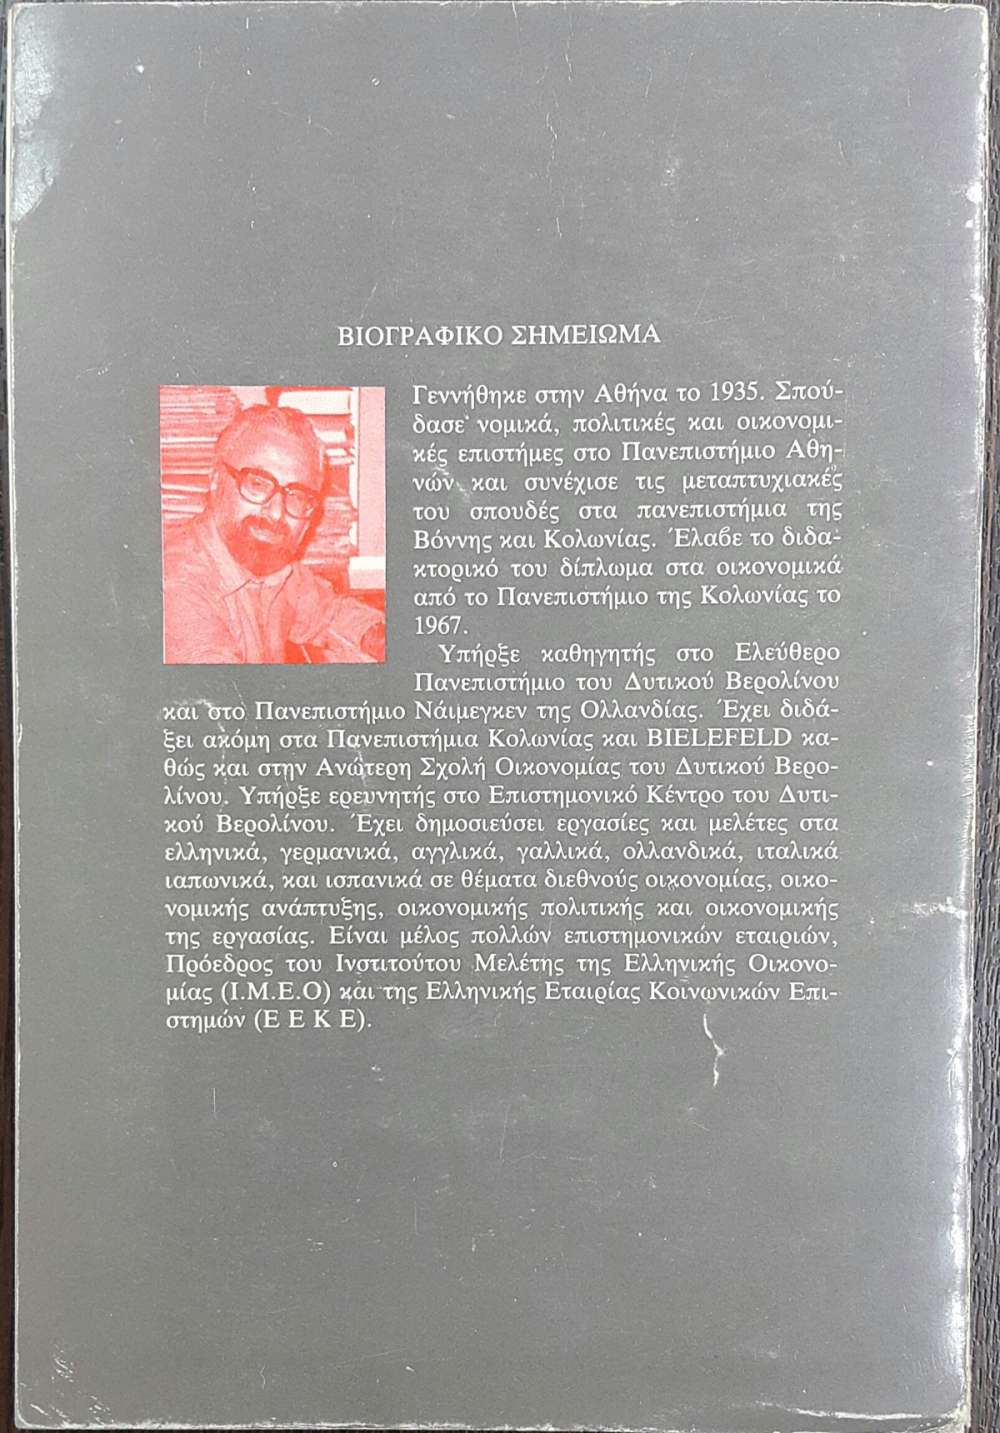 ΒΙΟΓΡΑΦΙΚΟ ΣΗΜΕΙΩΜΑ
Γεννήθηκε στην Αθήνα το 1935. Σπού-
δασε νομικά, πολιτικές και οικονομι-
κές επιστήμες στο Πανεπιστήμιο Αθη-
νών και συνέχισε τις μεταπτυχιακές
του σπουδές στα πανεπιστήμια της
Βόννης και Κολωνίας. Έλαβε το διδα-
κτορικό του δίπλωμα στα οικονομικά
από το Πανεπιστήμιο της Κολωνίας το
1967.
Υπήρξε καθηγητής στο Ελεύθερο
Πανεπιστήμιο του Δυτικού Βερολίνου
και στο Πανεπιστήμιο Νάιμεγκεν της Ολλανδίας. Έχει διδά-
ξει ακόμη στα Πανεπιστήμια Κολωνίας και BIELEFELD κα-
θώς και στην Ανώτερη Σχολή Οικονομίας του Δυτικού Βερο-
λίνου. Υπήρξε ερευνητής στο Επιστημονικό Κέντρο του Δυτι-
κού Βερολίνου. Έχει δημοσιεύσει εργασίες και μελέτες στα
ελληνικά, γερμανικά, αγγλικά, γαλλικά, ολλανδικά, ιταλικά
ιαπωνικά, και ισπανικά σε θέματα διεθνούς οικονομίας, οικο-
νομικής ανάπτυξης, οικονομικής πολιτικής και οικονομικής
της εργασίας. Είναι μέλος πολλών επιστημονικών εταιριών,
Πρόεδρος του Ινστιτούτου Μελέτης της Ελληνικής Οικονο-
μίας (Ι.Μ.Ε.Ο) και της Ελληνικής Εταιρίας Κοινωνικών Επι-
στημών (Ε Ε Κ Ε).